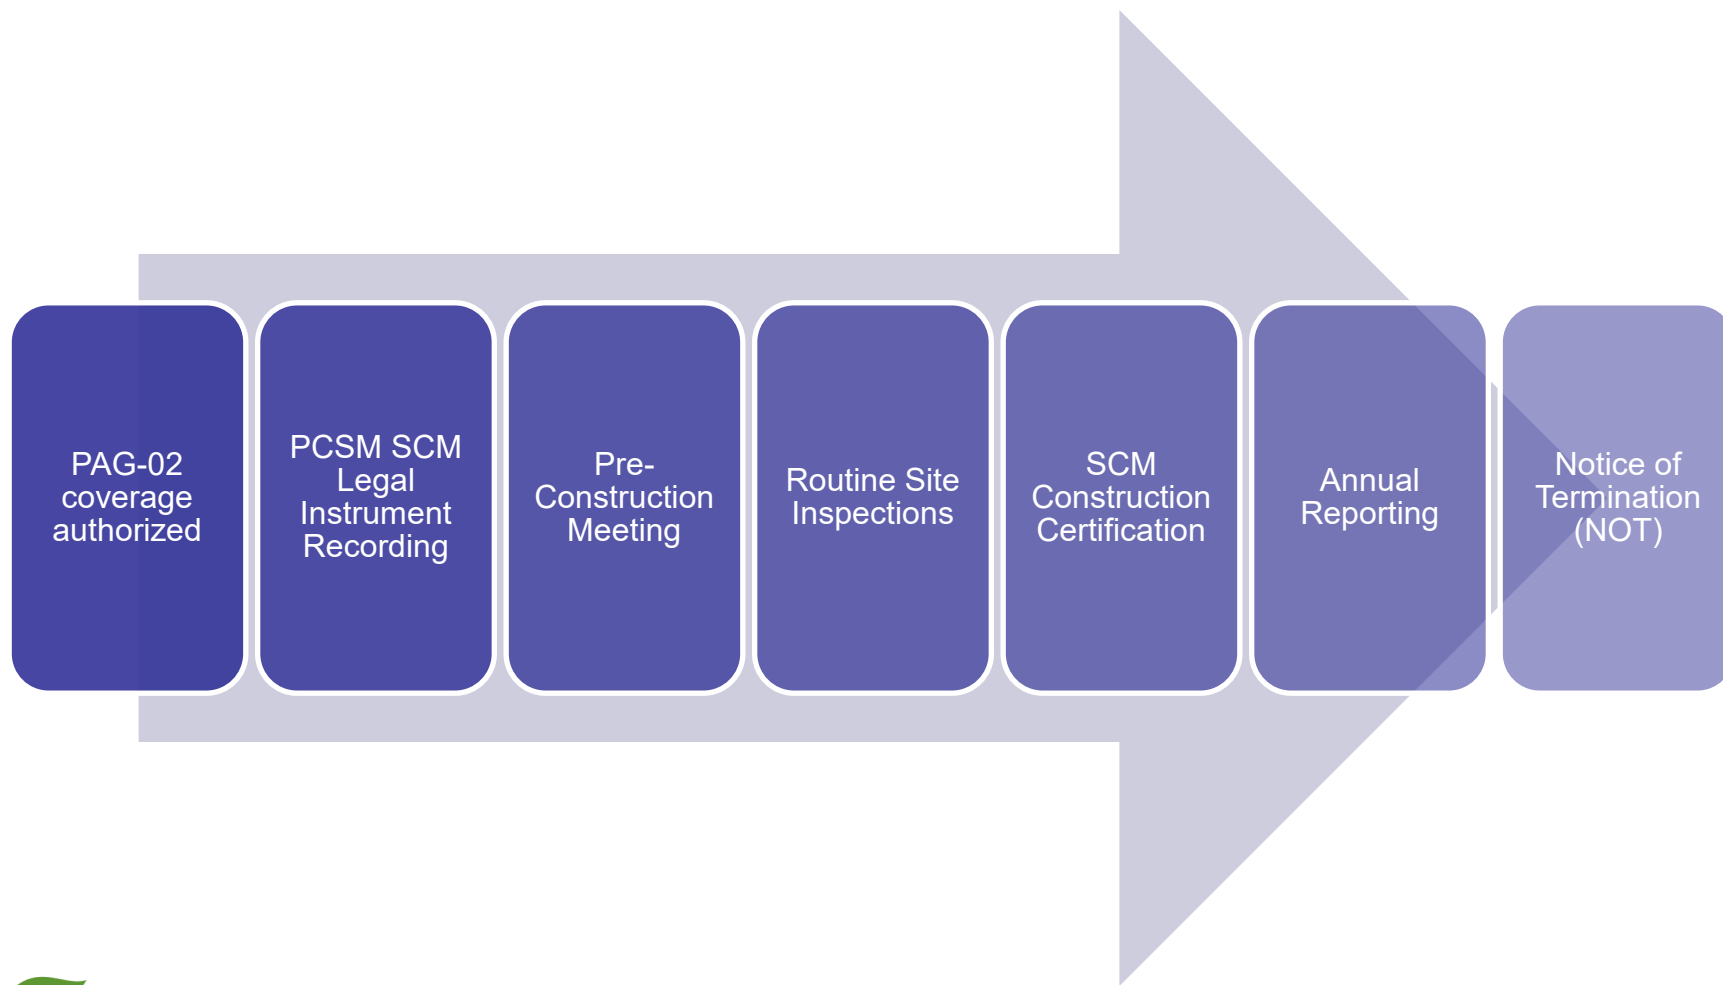 PAG-02
coverage
authorized
PCSM SCM
Legal
Instrument
Recording
Pre-
Construction
Meeting
Routine Site
Inspections
SCM
Construction
Certification
Annual
Reporting
Notice of
Termination
(NOT)